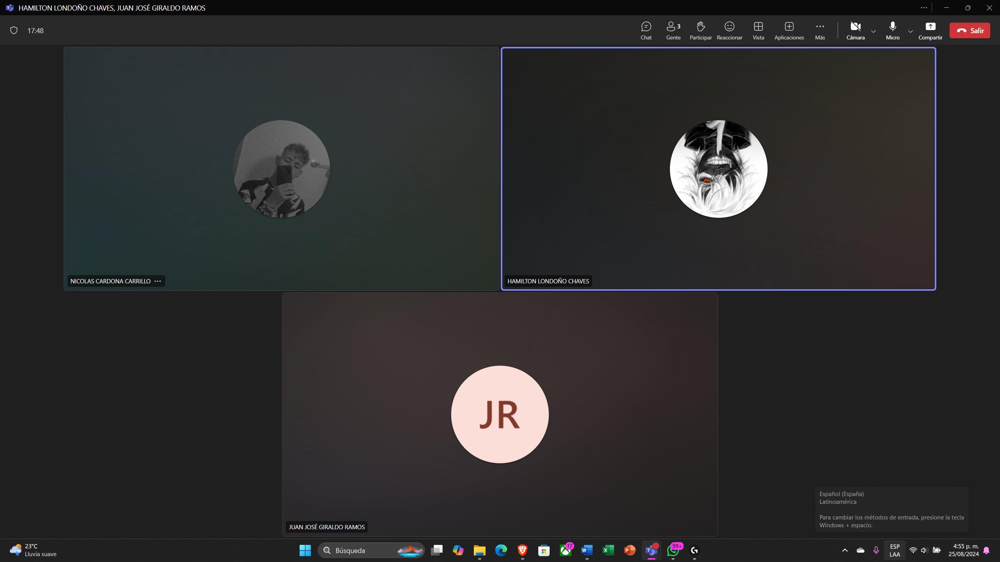 HAMILTON LONDOÑO CHAVES, JUAN JOSÉ GIRALDO RAMOS
17:48
Chat
Gente 3
Participar
Reaccionar
Vista
Aplicaciones
Más
Cámara
Micro
Compartir
Salir
NICOLAS CARDONA CARRILLO
HAMILTON LONDOÑO CHAVES
JR
JUAN JOSÉ GIRALDO RAMOS
Español (España)
Latinoamérica
Para cambiar los métodos de entrada, presione la tecla
Windows + espacio.
23°C
Lluvia suave
Búsqueda
17
99+
ESP
LAA
4:55 p. m.
25/08/2024